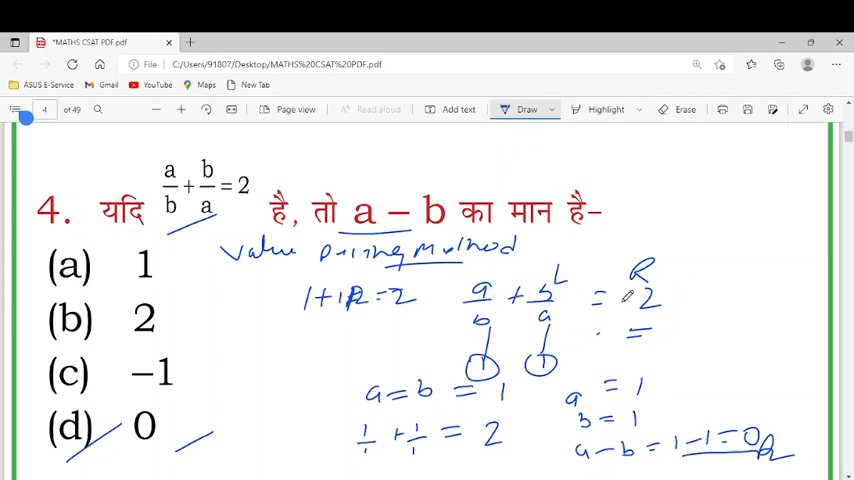 *MATHS CSAT PDF.pdf
File | C:/Users/91807/Desktop/MATHS%20CSAT%20PDF.pdf
ASUS E-Service Gmail YouTube Maps New Tab
4 of 49 Page view Read aloud Add text Draw Highlight Erase
4. यदि a/b + b/a = 2 है, तो a – b का मान है-
Value Method
(a) 1
1+1=2 a/b + b/a = 2
L R
(b) 2
1 1
(c) –1
a=b=1 a=1
b=1
(d) 0
1/1 + 1/1 = 2
a-b=1-1=0